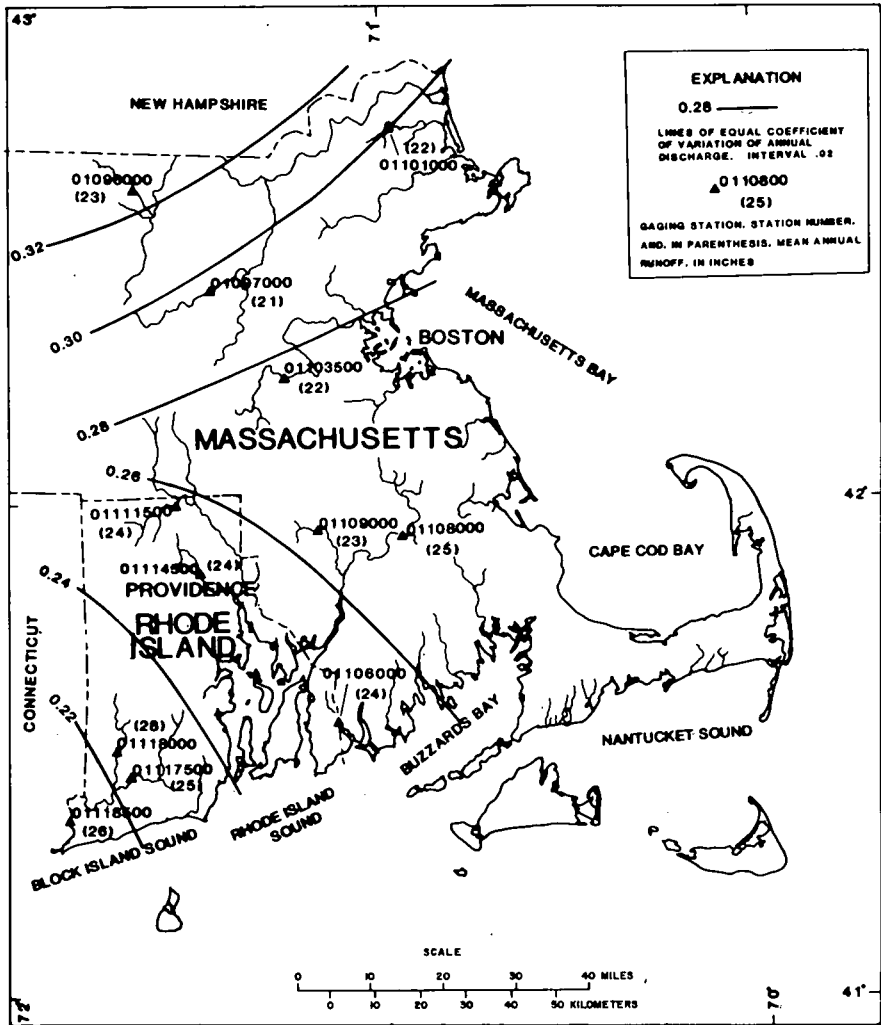 43°
71°
NEW HAMPSHIRE
EXPLANATION
0.28
LINES OF EQUAL COEFFICIENT
OF VARIATION OF ANNUAL
DISCHARGE. INTERVAL .02
0110800
(25)
GAGING STATION. STATION NUMBER.
AND, IN PARENTHESIS, MEAN ANNUAL
RUNOFF, IN INCHES
(22)
01101000
01096000
(23)
0.32
01097000
(21)
0.30
MASSACHUSETTS BAY
BOSTON
01103500
(22)
0.28
MASSACHUSETTS
0.26
42°
01111500
(24)
01109000
(23)
01108000
(25)
CAPE COD BAY
01114500
(24)
PROVIDENCE
0.24
RHODE
ISLAND
CONNECTICUT
01106000
(24)
0.22
BUZZARDS BAY
NANTUCKET SOUND
(28)
01118000
01117500
(25)
01118500
(26)
RHODE ISLAND
SOUND
BLOCK ISLAND SOUND
SCALE
0 10 20 30 40 MILES
0 10 20 30 40 50 KILOMETERS
72°
70°
41°